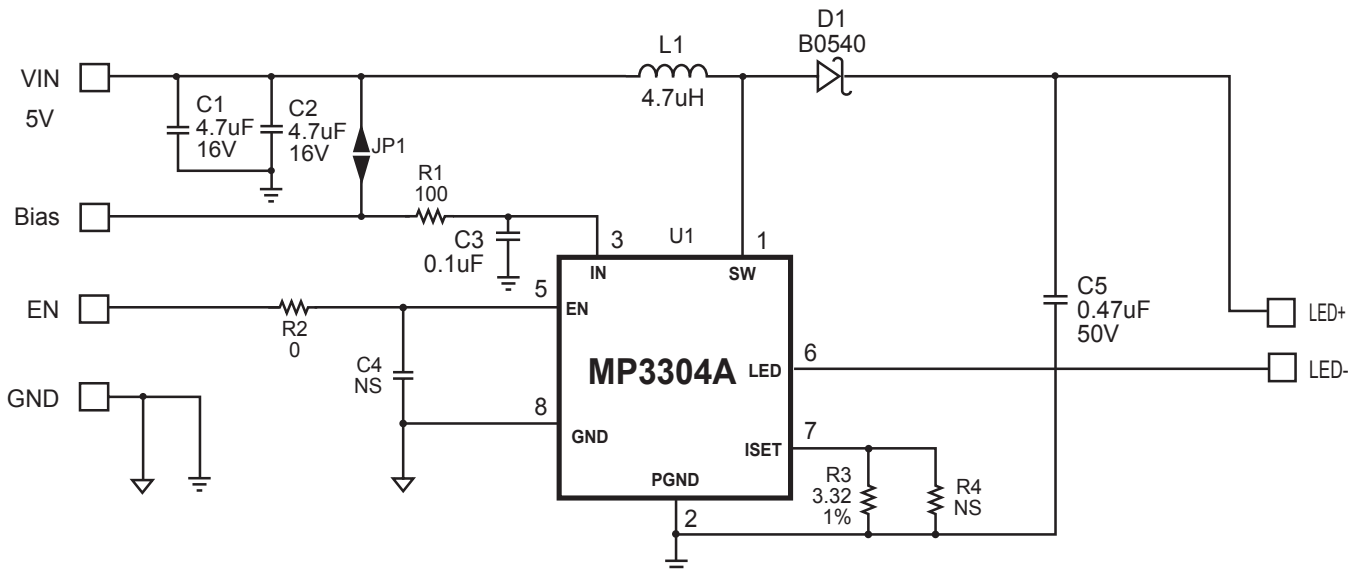 D1
B0540
L1
4.7uH
VIN
5V
C1
4.7uF
16V
C2
4.7uF
16V
JP1
R1
100
Bias
C3
0.1uF
3
U1
1
IN
SW
EN
R2
0
5
EN
C4
NS
MP3304A
LED
6
C5
0.47uF
50V
LED+
LED-
GND
8
GND
ISET
7
PGND
2
R3
3.32
1%
R4
NS